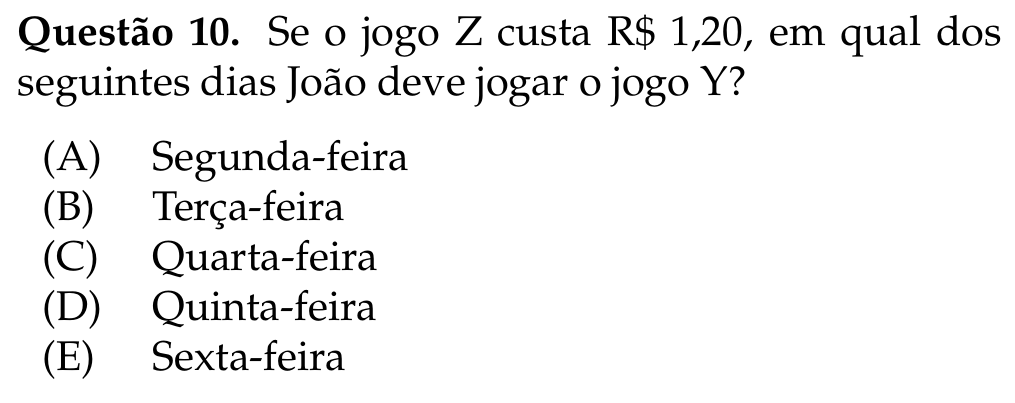 Questão 10. Se o jogo Z custa R$ 1,20, em qual dos
seguintes dias João deve jogar o jogo Y?
(A) Segunda-feira
(B) Terça-feira
(C) Quarta-feira
(D) Quinta-feira
(E) Sexta-feira